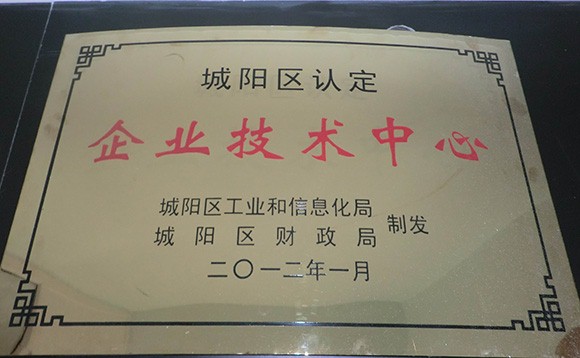 城阳区认定
企业技术中心
城阳区工业和信息化局
城阳区财政局
制发
二〇一二年一月